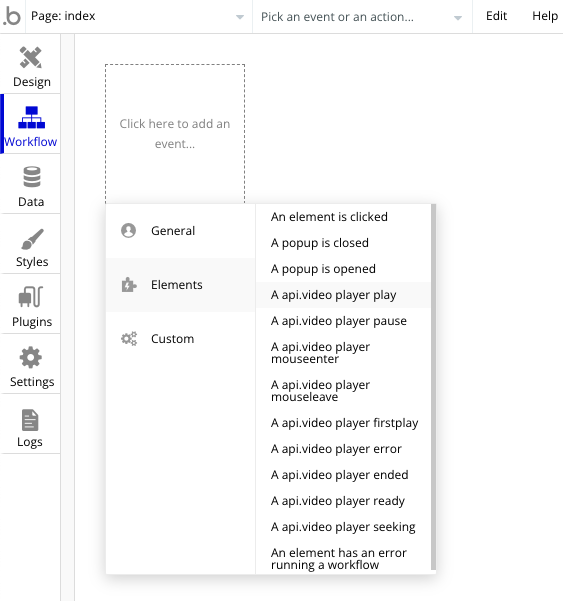 .b
Page: index
Pick an event or an action...
Edit
Help
Design
Workflow
Data
Styles
Plugins
Settings
Logs
Click here to add an
event...
General
Elements
Custom
An element is clicked
A popup is closed
A popup is opened
A api.video player play
A api.video player pause
A api.video player
mouseenter
A api.video player
mouseleave
A api.video player firstplay
A api.video player error
A api.video player ended
A api.video player ready
A api.video player seeking
An element has an error
running a workflow